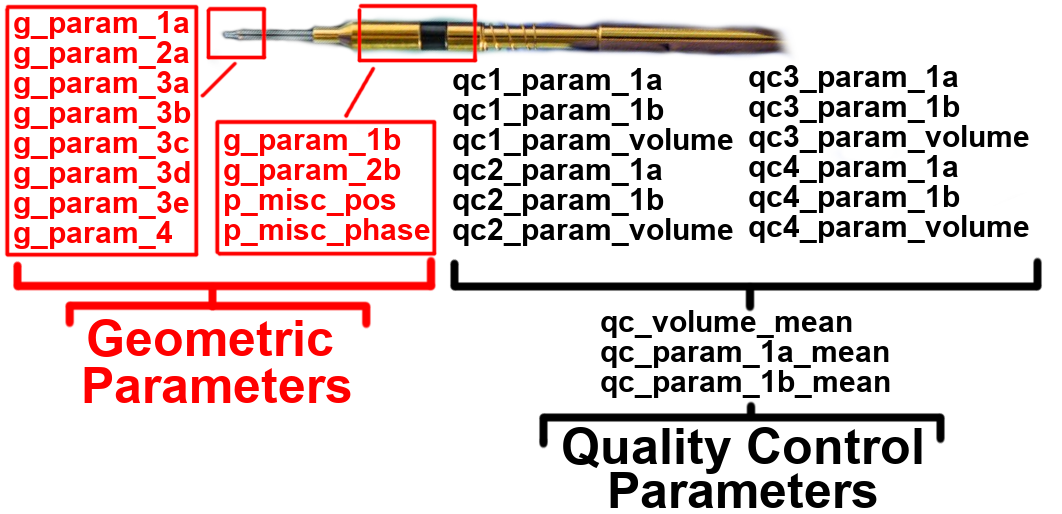 g_param_1a
g_param_2a
g_param_3a
g_param_3b
g_param_3c
g_param_3d
g_param_3e
g_param_4
g_param_1b
g_param_2b
p_misc_pos
p_misc_phase
Geometric
Parameters
qc1_param_1a
qc1_param_1b
qc1_param_volume
qc2_param_1a
qc2_param_1b
qc2_param_volume
qc3_param_1a
qc3_param_1b
qc3_param_volume
qc4_param_1a
qc4_param_1b
qc4_param_volume
qc_volume_mean
qc_param_1a_mean
qc_param_1b_mean
Quality Control
Parameters